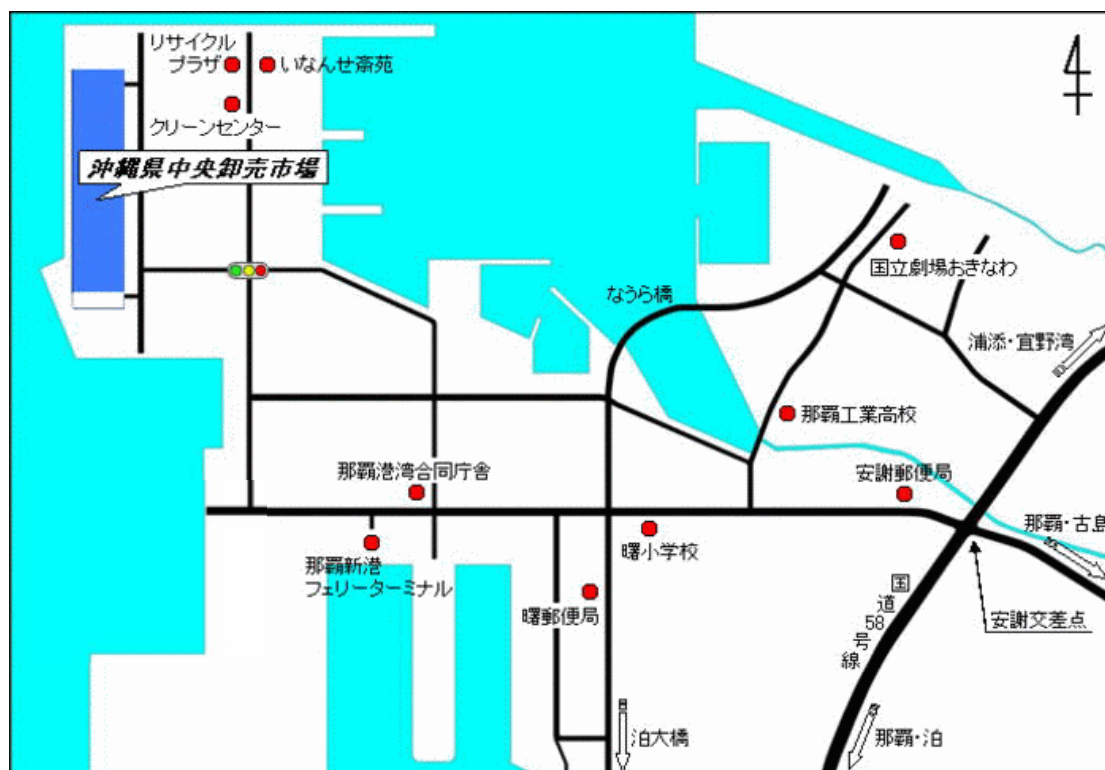 リサイクル
プラザ
いなんせ斎苑
クリーンセンター
沖縄県中央卸売市場
国立劇場おきなわ
なうら橋
浦添・宜野湾
那覇工業高校
那覇港湾合同庁舎
安謝郵便局
那覇・古島
曙小学校
那覇新港
フェリーターミナル
曙郵便局
国道58号線
安謝交差点
泊大橋
那覇・泊